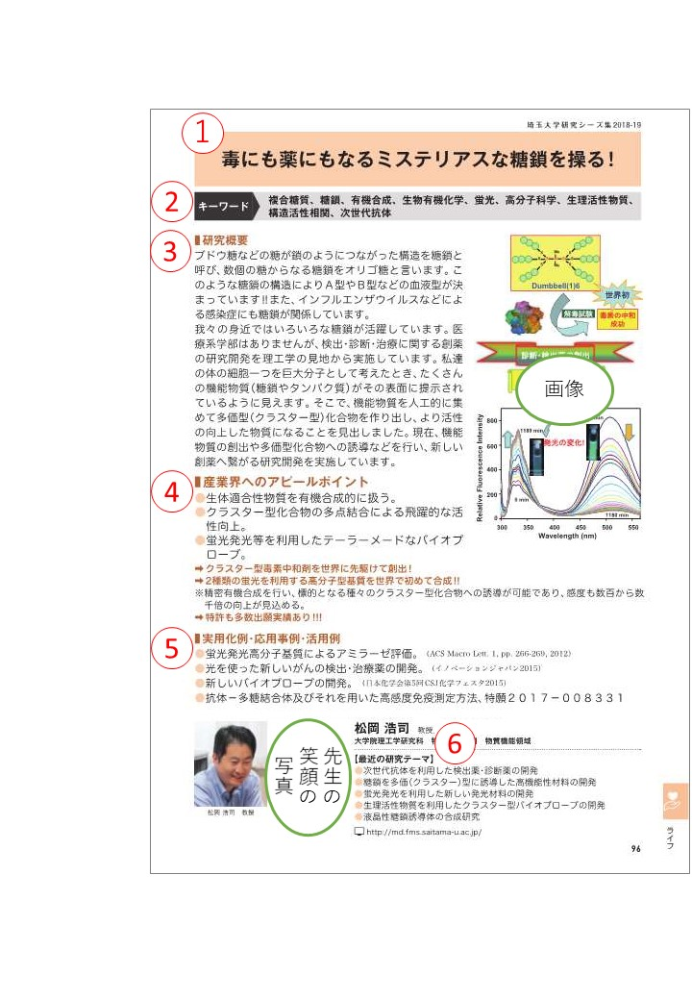 埼玉大学研究シーズ集2018-19
1
毒にも薬にもなるミステリアスな糖鎖を操る！
2
キーワード
複合糖質、糖鎖、有機合成、生物有機化学、蛍光、高分子科学、生理活性物質、
構造活性相関、次世代抗体
3
研究概要
ブドウ糖などの糖が鎖のようにつながった構造を糖鎖と
呼び、数個の糖からなる糖鎖をオリゴ糖と言います。こ
のような糖鎖の構造によりA型やB型などの血液型が決
まっています!!また、インフルエンザウイルスなどによ
る感染症にも糖鎖が関係しています。
我々の身近ではいろいろな糖鎖が活躍しています。医
療系学部はありませんが、検出・診断・治療に関する創薬
の研究開発を理工学の見地から実施しています。私達
の体の細胞一つを巨大分子として考えたとき、たくさん
の機能物質(糖鎖やタンパク質)がその表面に提示され
ているように見えます。そこで、機能物質を人工的に集
めて多価型(クラスター型)化合物を作り出し、より活性
の向上した物質になることを見出しました。現在、機能
物質の創出や多価型化合物への誘導などを行い、新しい
創薬へ繋がる研究開発を実施しています。
Dumbbell(1)6
世界初
解毒試験
毒素の中和
成功
画像
Relative Fluorescence Intensity
800
600
400
200
0
1180 min
発光の変化!
0 min
1180 min
300 350 400 450 500 550
Wavelength (nm)
4
産業界へのアピールポイント
●生体適合性物質を有機合成的に扱う。
●クラスター型化合物の多点結合による飛躍的な活
性向上。
●蛍光発光等を利用したテーラーメードなバイオプ
ローブ。
➡クラスター型毒素中和剤を世界に先駆けて創出！
➡2種類の蛍光を利用する高分子型基質を世界で初めて合成!!
※精密有機合成を行い、標的となる種々のクラスター型化合物への誘導が可能であり、感度も数百から数
千倍の向上が見込める。
➡特許も多数出願実績あり!!!
5
実用化例・応用事例・活用例
●蛍光発光高分子基質によるアミラーゼ評価。(ACS Macro Lett. 1, pp. 266-269, 2012)
●光を使った新しいがんの検出・治療薬の開発。(イノベーションジャパン2015)
●新しいバイオプローブの開発。(日本化学会第5回CSJ化学フェスタ2015)
●抗体－多糖結合体及びそれを用いた高感度免疫測定方法、特願２０１７－００８３３１
先生の
笑顔の
写真
松岡 浩司 教授
松岡 浩司 教授
大学院理工学研究科 物質機能領域
6
【最近の研究テーマ】
●次世代抗体を利用した検出薬・診断薬の開発
●糖鎖を多価(クラスター)型に誘導した高機能性材料の開発
●蛍光発光を利用した新しい発光材料の開発
●生理活性物質を利用したクラスター型バイオプローブの開発
●液晶性糖鎖誘導体の合成研究
http://md.fms.saitama-u.ac.jp/
ライフ
96